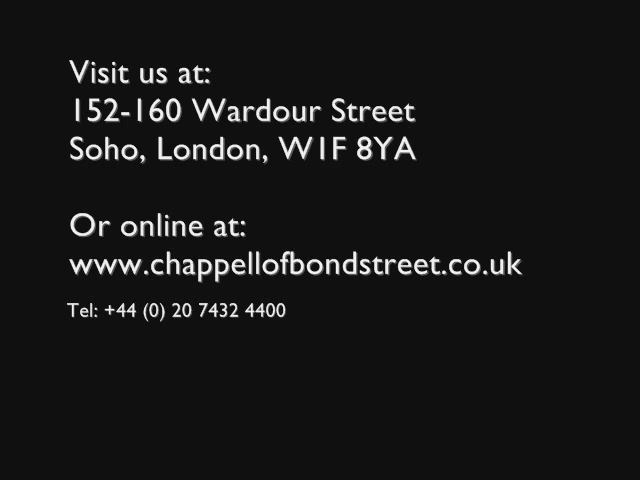 Visit us at:
152-160 Wardour Street
Soho, London, W1F 8YA
Or online at:
www.chappellofbondstreet.co.uk
Tel: +44 (0) 20 7432 4400